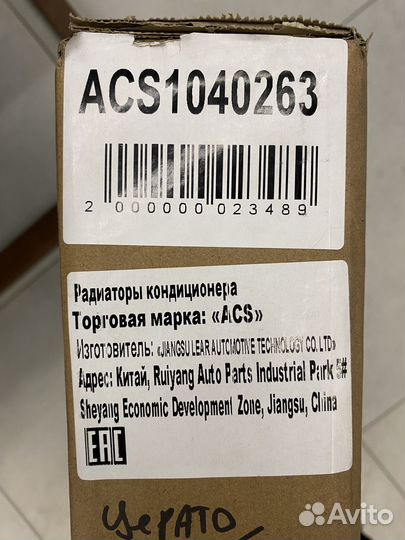 ACS1040263
2 000000 023489
Радиаторы кондиционера
Торговая марка: «ACS»
Изготовитель: «JIANGSU LEAR AUTOMOTIVE TECHNOLOGY CO. LTD»
Адрес: Китай, Ruiyang Auto Parts Industrial Park 5#
Sheyang Economic Development Zone, Jiangsu, China
EAC
Церато
Avito